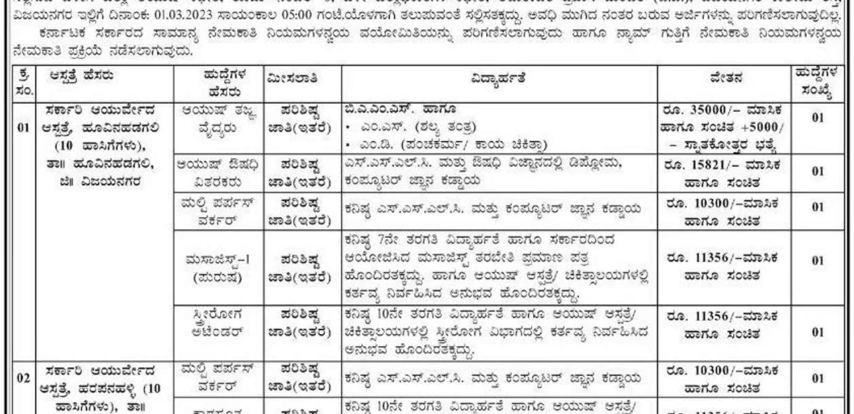 ವಿಜಯನಗರ ಇಲ್ಲಿಗೆ ದಿನಾಂಕ: 01.03.2023 ಸಾಯಂಕಾಲ 05:00 ಗಂಟೆ.ಯೊಳಗಾಗಿ ತಲುಪುವಂತೆ ಸಲ್ಲಿಸತಕ್ಕದ್ದು. ಅವಧಿ ಮುಗಿದ ನಂತರ ಬರುವ ಅರ್ಜಿಗಳನ್ನು ಪರಿಗಣಿಸಲಾಗುವುದಿಲ್ಲ.
ಕರ್ನಾಟಕ ಸರ್ಕಾರದ ಸಾಮಾನ್ಯ ನೇಮಕಾತಿ ನಿಯಮಗಳನ್ವಯ ವಯೋಮಿತಿಯನ್ನು ಪರಿಗಣಿಸಲಾಗುವುದು ಹಾಗೂ ನ್ಯಾಮ್ ಗುತ್ತಿಗೆ ನೇಮಕಾತಿ ನಿಯಮಗಳನ್ವಯ
ನೇಮಕಾತಿ ಪ್ರಕ್ರಿಯೆ ನಡೆಸಲಾಗುವುದು.
ಕ್ರ. ಸಂ. ಆಸ್ಪತ್ರೆ ಹೆಸರು ಹುದ್ದೆಗಳ ಹೆಸರು ಮೀಸಲಾತಿ ವಿದ್ಯಾರ್ಹತೆ ವೇತನ ಹುದ್ದೆಗಳ ಸಂಖ್ಯೆ
01 ಸರ್ಕಾರಿ ಆಯುರ್ವೇದ
ಆಸ್ಪತ್ರೆ, ಹೂವಿನಹಡಗಲಿ
(10 ಹಾಸಿಗೆಗಳು),
ತಾ॥ ಹೂವಿನಹಡಗಲಿ,
ಜಿ॥ ವಿಜಯನಗರ
ಆಯುಷ್ ತಜ್ಞ
ವೈದ್ಯರು
ಪರಿಶಿಷ್ಟ
ಜಾತಿ(ಇತರೆ)
ಬಿ.ಎ.ಎಂ.ಎಸ್. ಹಾಗೂ
• ಎಂ.ಎಸ್. (ಶಲ್ಯ ತಂತ್ರ)
• ಎಂ.ಡಿ. (ಪಂಚಕರ್ಮ/ ಕಾಯ ಚಿಕಿತ್ಸಾ)
ರೂ. 35000/– ಮಾಸಿಕ
ಹಾಗೂ ಸಂಚಿತ +5000/
– ಸ್ನಾತಕೋತ್ತರ ಭತ್ಯೆ
01
ಆಯುಷ್ ಔಷಧಿ
ವಿತರಕರು
ಪರಿಶಿಷ್ಟ
ಜಾತಿ(ಇತರೆ)
ಎಸ್.ಎಸ್.ಎಲ್.ಸಿ. ಮತ್ತು ಔಷಧಿ ವಿಜ್ಞಾನದಲ್ಲಿ ಡಿಪ್ಲೋಮ,
ಕಂಪ್ಯೂಟರ್ ಜ್ಞಾನ ಕಡ್ಡಾಯ
ರೂ. 15821/– ಮಾಸಿಕ
ಹಾಗೂ ಸಂಚಿತ
01
ಮಲ್ಟಿ ಪರ್ಪಸ್
ವರ್ಕರ್
ಪರಿಶಿಷ್ಟ
ಜಾತಿ(ಇತರೆ)
ಕನಿಷ್ಠ ಎಸ್.ಎಸ್.ಎಲ್.ಸಿ. ಮತ್ತು ಕಂಪ್ಯೂಟರ್ ಜ್ಞಾನ ಕಡ್ಡಾಯ
ರೂ. 10300/–ಮಾಸಿಕ
ಹಾಗೂ ಸಂಚಿತ
01
ಮಸಾಜಿಸ್ಟ್–1
(ಪುರುಷ)
ಪರಿಶಿಷ್ಟ
ಜಾತಿ(ಇತರೆ)
ಕನಿಷ್ಠ 7ನೇ ತರಗತಿ ವಿದ್ಯಾರ್ಹತೆ ಹಾಗೂ ಸರ್ಕಾರದಿಂದ
ಆಯೋಜಿಸಿದ ಮಸಾಜಿಸ್ಟ್ ತರಬೇತಿ ಪ್ರಮಾಣ ಪತ್ರ
ಹೊಂದಿರತಕ್ಕದ್ದು. ಹಾಗೂ ಆಯುಷ್ ಆಸ್ಪತ್ರೆ/ ಚಿಕಿತ್ಸಾಲಯಗಳಲ್ಲಿ
ಕರ್ತವ್ಯ ನಿರ್ವಹಿಸಿದ ಅನುಭವ ಹೊಂದಿರತಕ್ಕದ್ದು.
ರೂ. 11356/–ಮಾಸಿಕ
ಹಾಗೂ ಸಂಚಿತ
01
ಸ್ತ್ರೀರೋಗ
ಅಟೆಂಡರ್
ಪರಿಶಿಷ್ಟ
ಜಾತಿ(ಇತರೆ)
ಕನಿಷ್ಠ 10ನೇ ತರಗತಿ ವಿದ್ಯಾರ್ಹತೆ ಹಾಗೂ ಆಯುಷ್ ಆಸ್ಪತ್ರೆ/
ಚಿಕಿತ್ಸಾಲಯಗಳಲ್ಲಿ ಸ್ತ್ರೀರೋಗ ವಿಭಾಗದಲ್ಲಿ ಕರ್ತವ್ಯ ನಿರ್ವಹಿಸಿದ
ಅನುಭವ ಹೊಂದಿರತಕ್ಕದ್ದು.
ರೂ. 11356/–ಮಾಸಿಕ
ಹಾಗೂ ಸಂಚಿತ
01
02 ಸರ್ಕಾರಿ ಆಯುರ್ವೇದ
ಆಸ್ಪತ್ರೆ, ಹರಪನಹಳ್ಳಿ (10
ಹಾಸಿಗೆಗಳು), ತಾ॥
ಮಲ್ಟಿ ಪರ್ಪಸ್
ವರ್ಕರ್
ಪರಿಶಿಷ್ಟ
ಜಾತಿ(ಇತರೆ)
ಕನಿಷ್ಠ ಎಸ್.ಎಸ್.ಎಲ್.ಸಿ. ಮತ್ತು ಕಂಪ್ಯೂಟರ್ ಜ್ಞಾನ ಕಡ್ಡಾಯ
ರೂ. 10300/–ಮಾಸಿಕ
ಹಾಗೂ ಸಂಚಿತ
01
ಪರಿಶಿಷ್ಟ
ಕನಿಷ್ಠ 10ನೇ ತರಗತಿ ವಿದ್ಯಾರ್ಹತೆ ಹಾಗೂ ಆಯುಷ್ ಆಸ್ಪತ್ರೆ/